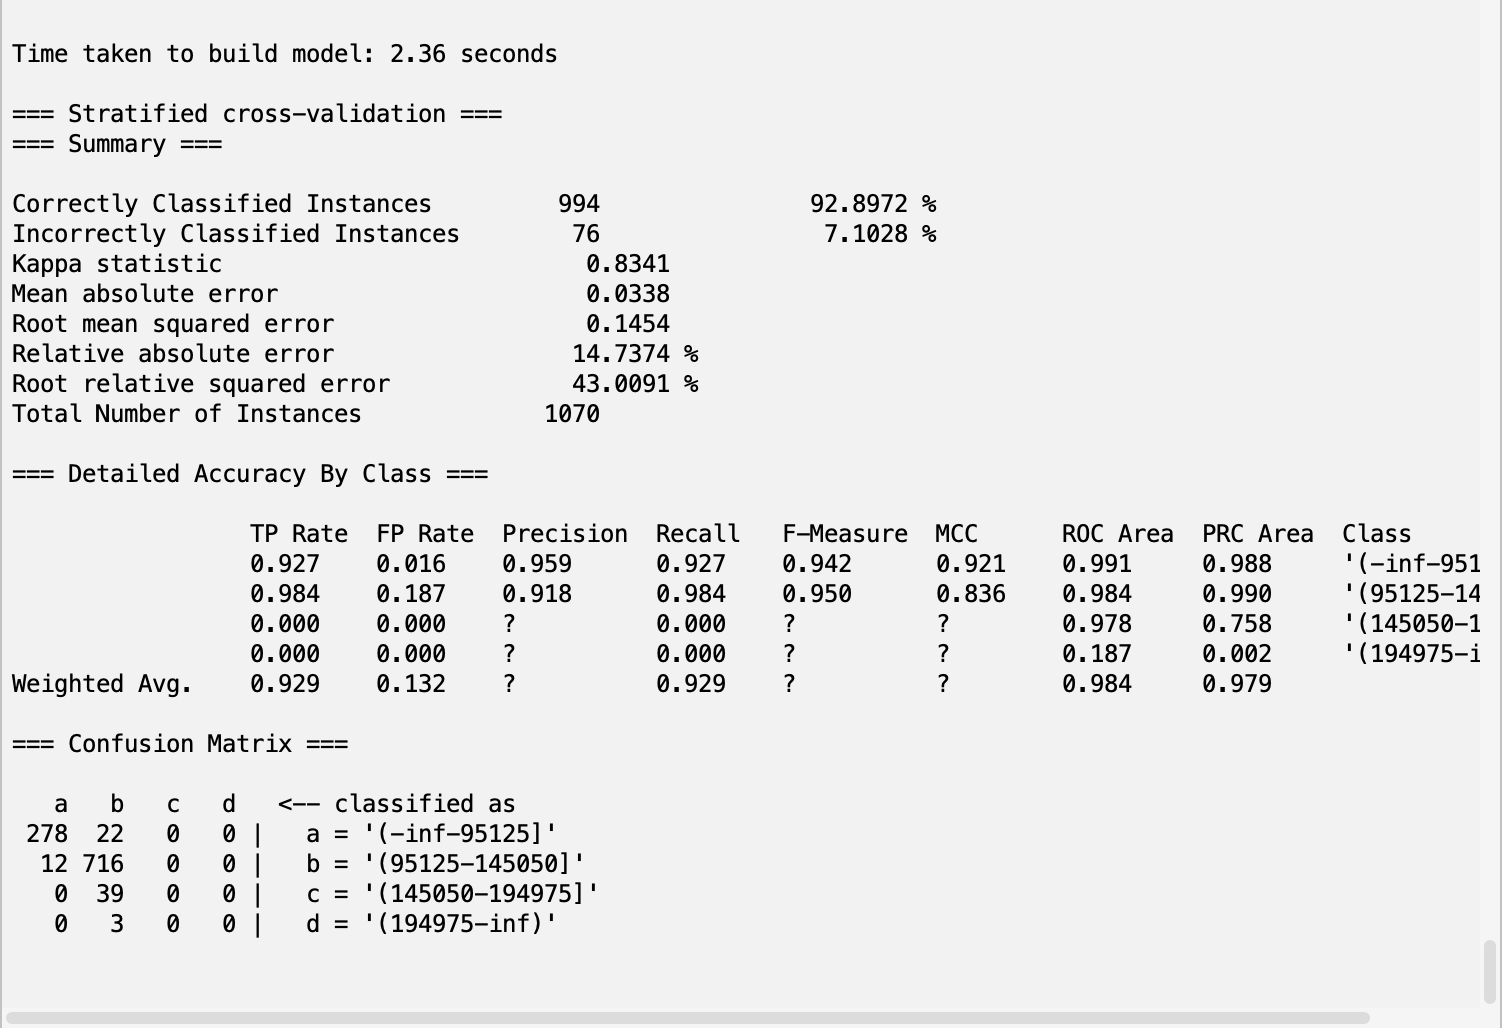 Time taken to build model: 2.36 seconds
=== Stratified cross-validation ===
=== Summary ===
Correctly Classified Instances         994               92.8972 %
Incorrectly Classified Instances        76                7.1028 %
Kappa statistic                          0.8341
Mean absolute error                      0.0338
Root mean squared error                  0.1454
Relative absolute error                 14.7374 %
Root relative squared error             43.0091 %
Total Number of Instances             1070
=== Detailed Accuracy By Class ===
                 TP Rate  FP Rate  Precision  Recall   F-Measure  MCC      ROC Area  PRC Area  Class
                 0.927    0.016    0.959      0.927    0.942      0.921    0.991     0.988     '(-inf-951
                 0.984    0.187    0.918      0.984    0.950      0.836    0.984     0.990     '(95125-14
                 0.000    0.000    ?          0.000    ?          ?        0.978     0.758     '(145050-1
                 0.000    0.000    ?          0.000    ?          ?        0.187     0.002     '(194975-i
Weighted Avg.    0.929    0.132    ?          0.929    ?          ?        0.984     0.979
=== Confusion Matrix ===
   a   b   c   d   <-- classified as
 278  22   0   0 |   a = '(-inf-95125]'
  12 716   0   0 |   b = '(95125-145050]'
   0  39   0   0 |   c = '(145050-194975]'
   0   3   0   0 |   d = '(194975-inf)'